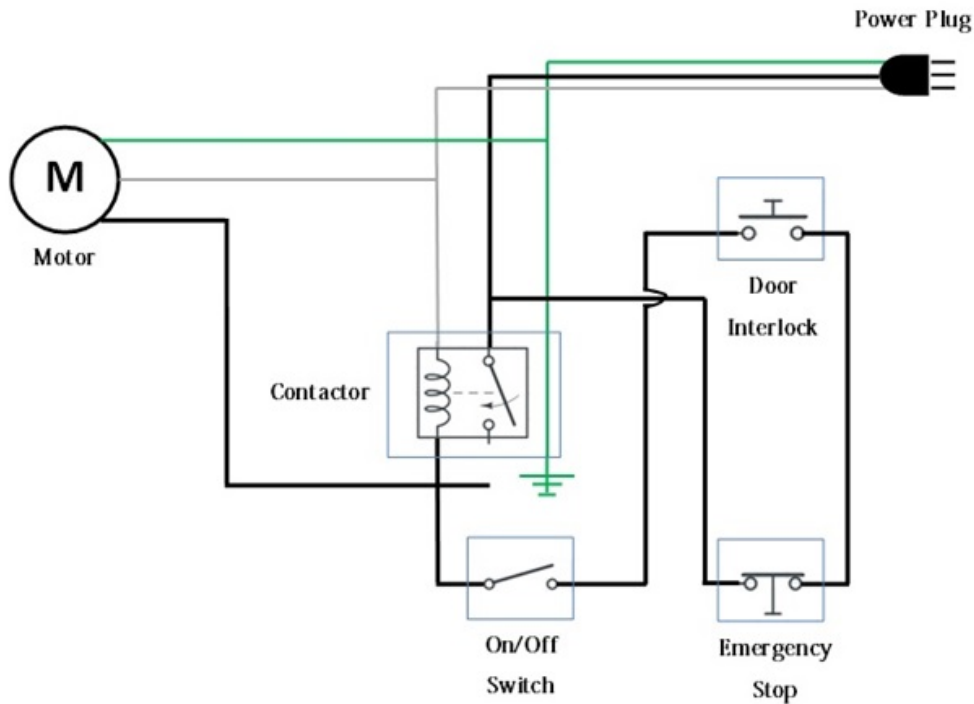 Power Plug
M
Motor
Door
Interlock
Contactor
On/Off
Switch
Emergency
Stop